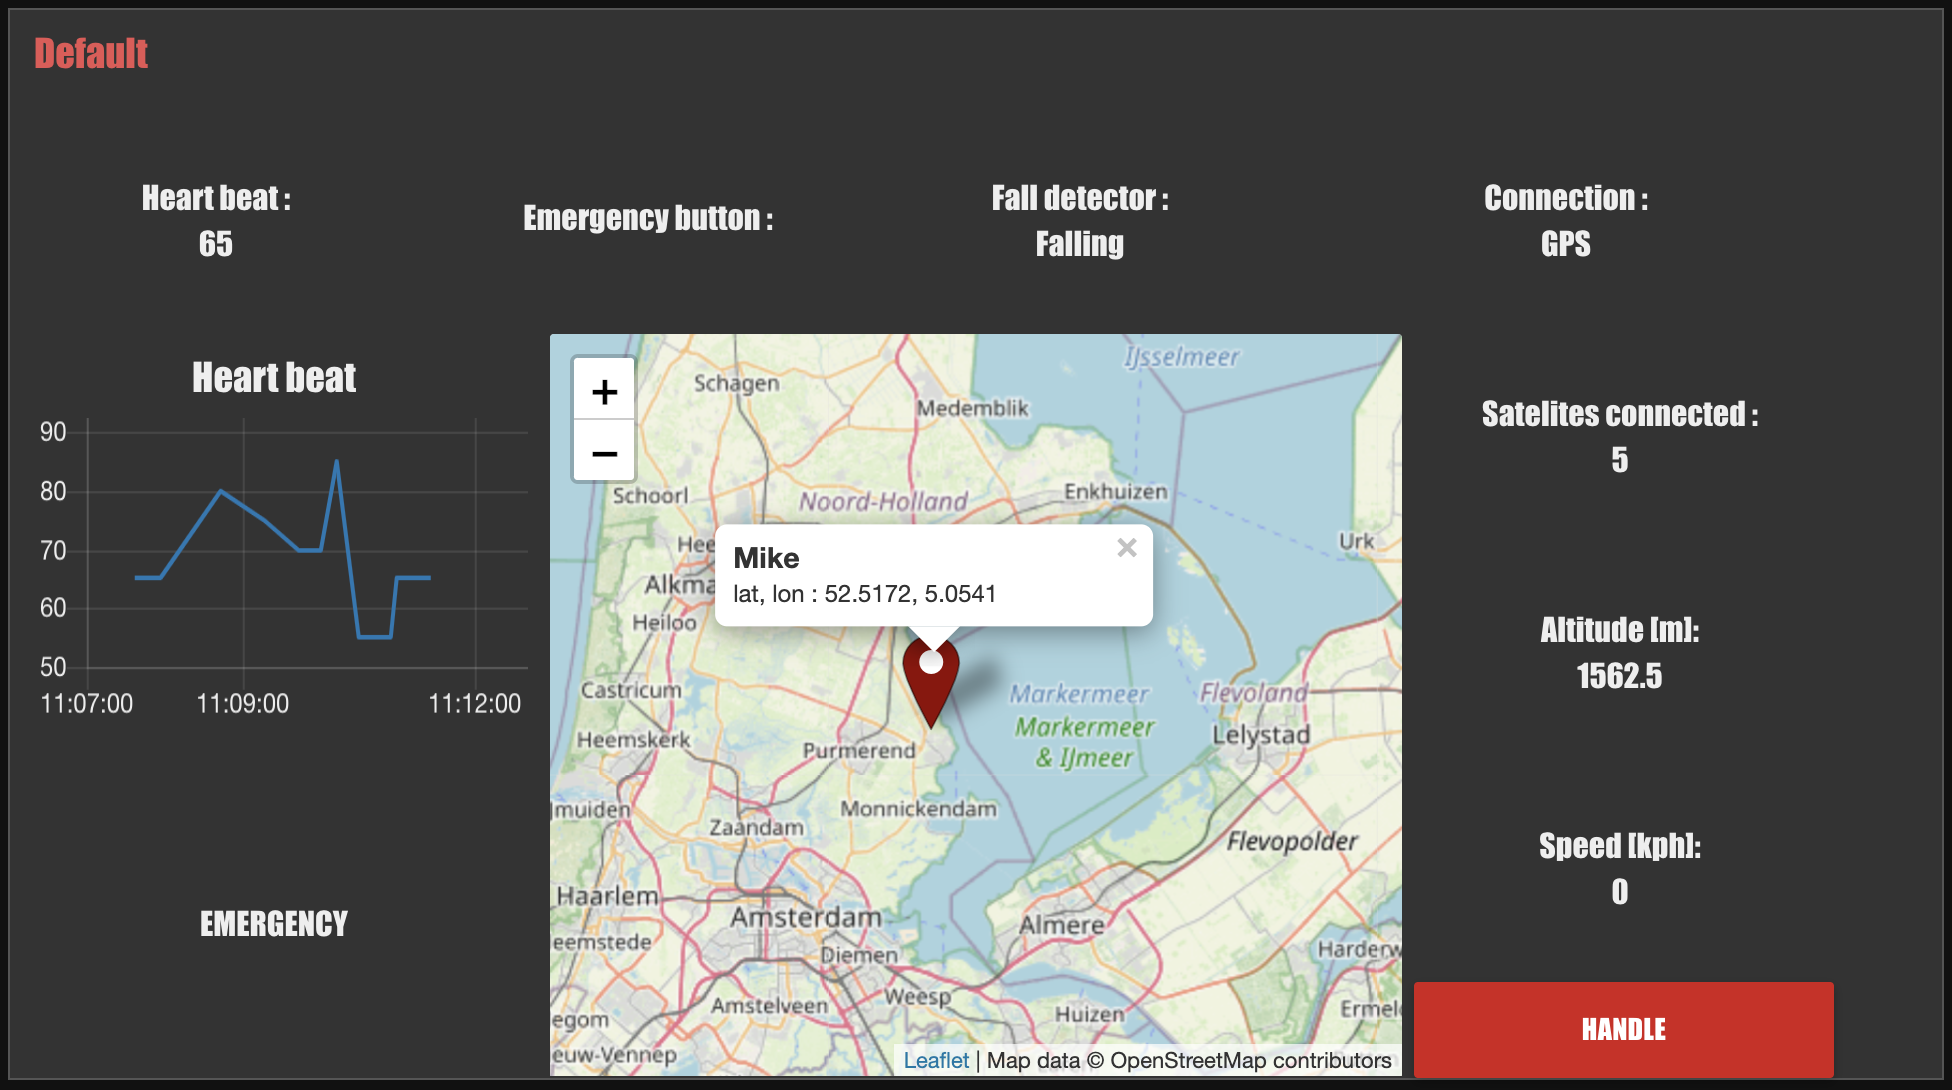 Default
Heart beat :
65
Emergency button :
Fall detector :
Falling
Connection :
GPS
Heart beat
90
80
70
60
50
11:07:00
11:09:00
11:12:00
EMERGENCY
+
−
IJsselmeer
Schagen
Medemblik
Schoorl
Noord-Holland
Enkhuizen
Urk
Hee
Mike
×
lat, lon : 52.5172, 5.0541
Alkma
Heiloo
Castricum
Markermeer
Flevoland
Markermeer
& IJmeer
Lelystad
Heemskerk
Purmerend
Jmuiden
Monnickendam
Zaandam
Flevopolder
Haarlem
Amsterdam
Almere
eemstede
Diemen
Harderw
Weesp
Amstelveen
Huizen
Ermel
egom
euw-Vennep
Leaflet | Map data © OpenStreetMap contributors
Satelites connected :
5
Altitude [m]:
1562.5
Speed [kph]:
0
HANDLE